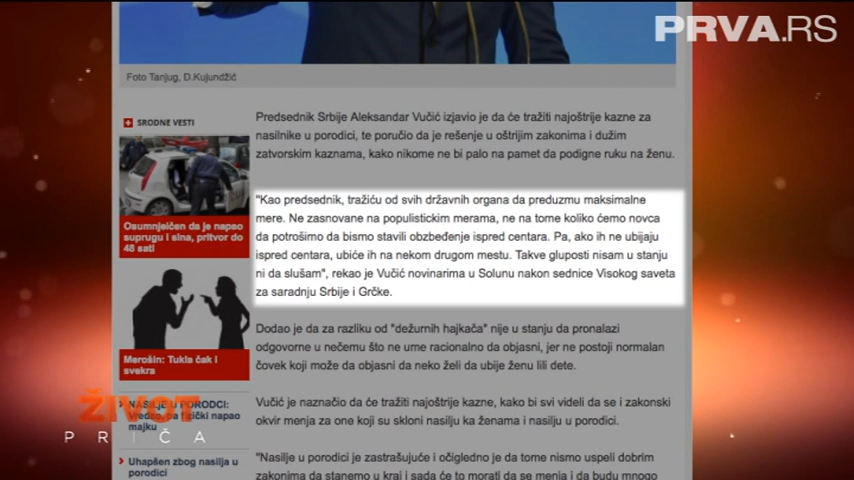 PRVA.RS
Foto Tanjug, D.Kujundžić
SRODNE VESTI
Osumnjičen da je napao
suprugu i sina, pritvor do
48 sati
Merošin: Tukla čak i
svekra
NASILJE U PORODCI:
Vređao, pa fizički napao
majku
Uhapšen zbog nasilja u
porodici
Predsednik Srbije Aleksandar Vučić izjavio je da će tražiti najoštrije kazne za
nasilnike u porodici, te poručio da je rešenje u oštrijim zakonima i dužim
zatvorskim kaznama, kako nikome ne bi palo na pamet da podigne ruku na ženu.
"Kao predsednik, tražiću od svih državnih organa da preduzmu maksimalne
mere. Ne zasnovane na populistickim merama, ne na tome koliko ćemo novca
da potrošimo da bismo stavili obzbeđenje ispred centara. Pa, ako ih ne ubijaju
ispred centara, ubiće ih na nekom drugom mestu. Takve gluposti nisam u stanju
ni da slušam", rekao je Vučić novinarima u Solunu nakon sednice Visokog saveta
za saradnju Srbije i Grčke.
Dodao je da za razliku od "dežurnih hajkača" nije u stanju da pronalazi
odgovorne u nečemu što ne ume racionalno da objasni, jer ne postoji normalan
čovek koji može da objasni da neko želi da ubije ženu lili dete.
Vučić je naznačio da će tražiti najoštrije kazne, kako bi svi videli da se i zakonski
okvir menja za one koji su skloni nasilju ka ženama i nasilju u porodici.
"Nasilje u porodici je zastrašujuće i očigledno je da tome nismo uspeli dobrim
zakonima da stanemo u kraj i sada će to morati da se menja i da budu mnogo
ŽIVOT
PRIČA